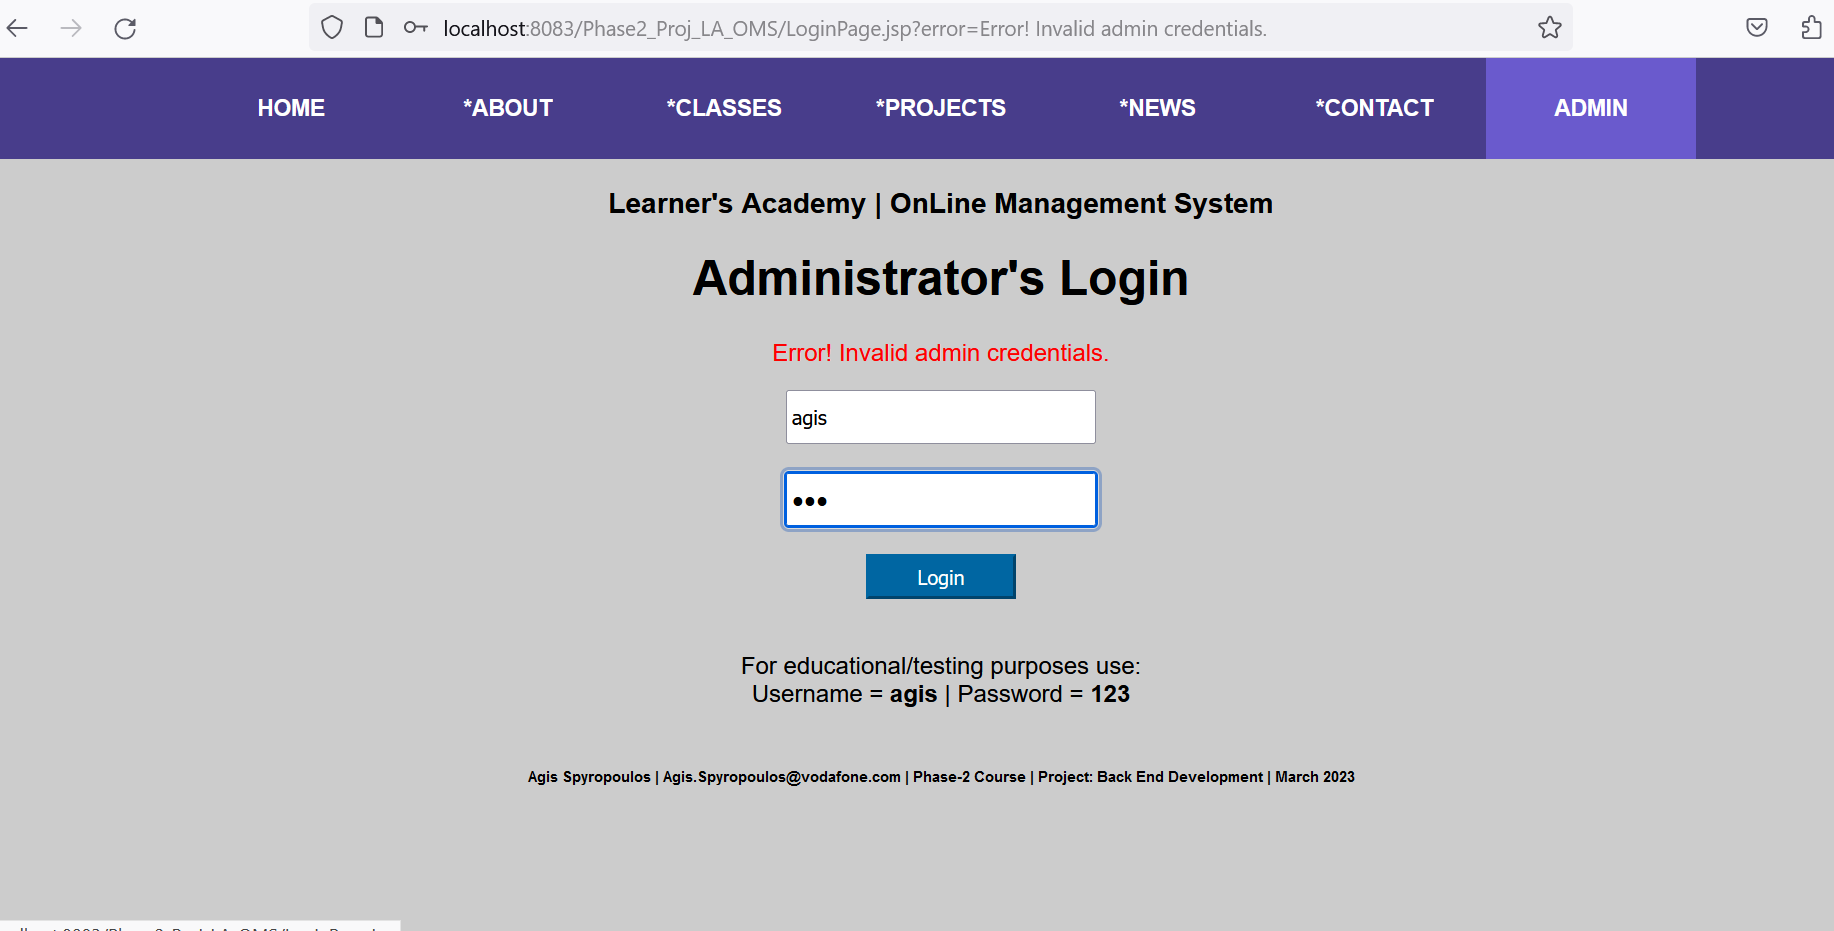 localhost:8083/Phase2_Proj_LA_OMS/LoginPage.jsp?error=Error! Invalid admin credentials.
HOME *ABOUT *CLASSES *PROJECTS *NEWS *CONTACT ADMIN
Learner's Academy | OnLine Management System
Administrator's Login
Error! Invalid admin credentials.
agis
Login
For educational/testing purposes use:
Username = agis | Password = 123
Agis Spyropoulos | Agis.Spyropoulos@vodafone.com | Phase-2 Course | Project: Back End Development | March 2023